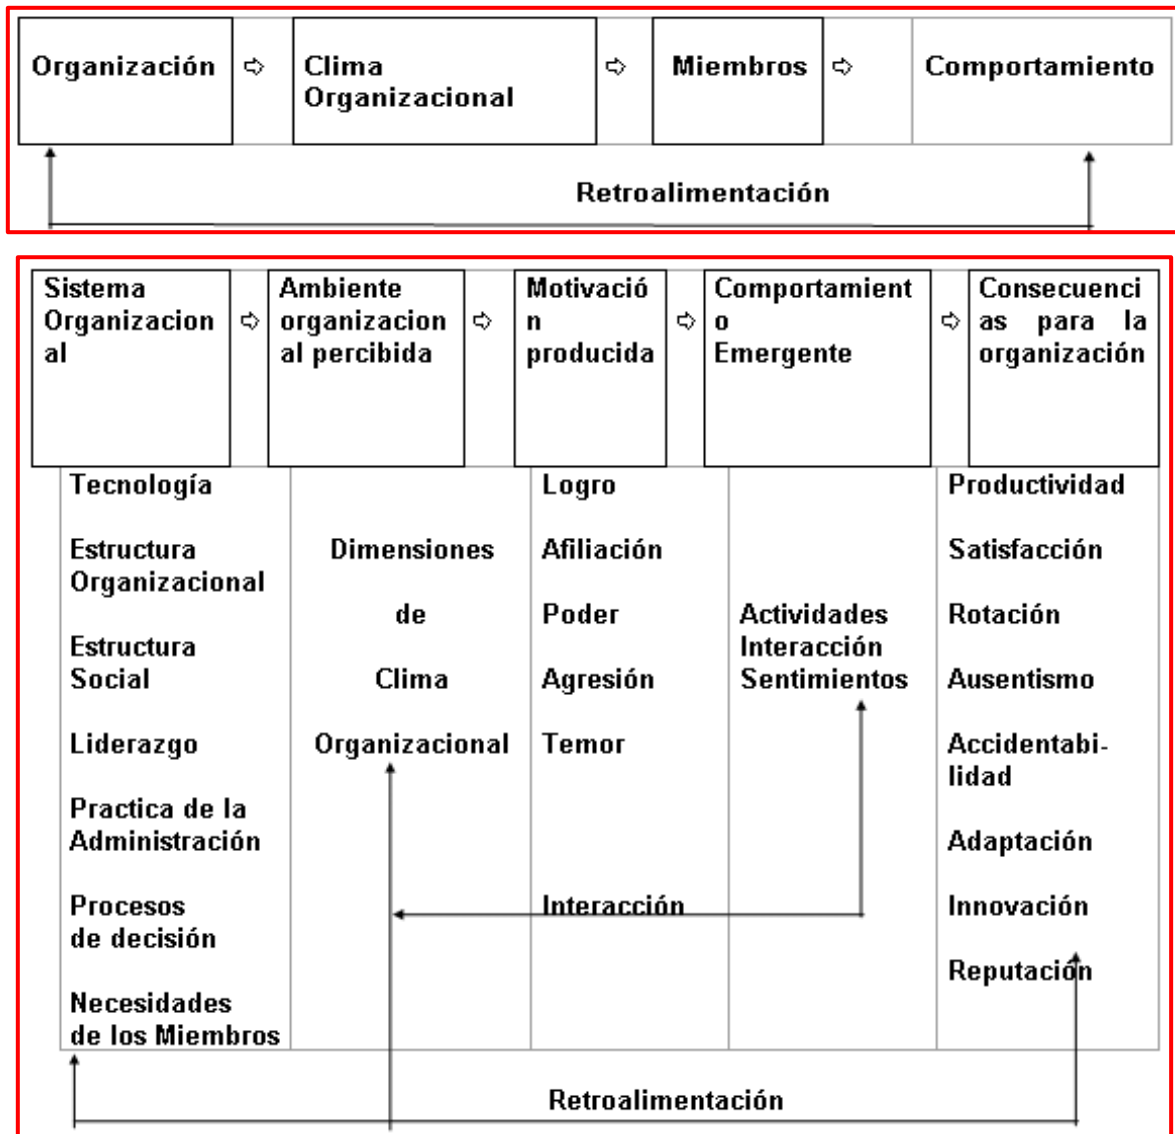 Organización ⇨ Clima ⇨ Miembros ⇨ Comportamiento
Organizacional
Retroalimentación
Sistema
Organizacion
al
⇨
Ambiente
organizacion
al percibida
⇨
Motivació
n
producida
⇨
Comportamient
o
Emergente
⇨
Consecuenci
as para la
organización
Tecnología
Estructura
Organizacional
Estructura
Social
Liderazgo
Practica de la
Administración
Procesos
de decisión
Necesidades
de los Miembros
Dimensiones
de
Clima
Organizacional
Logro
Afiliación
Poder
Agresión
Temor
Interacción
Actividades
Interacción
Sentimientos
Productividad
Satisfacción
Rotación
Ausentismo
Accidentabi-
lidad
Adaptación
Innovación
Reputación
Retroalimentación